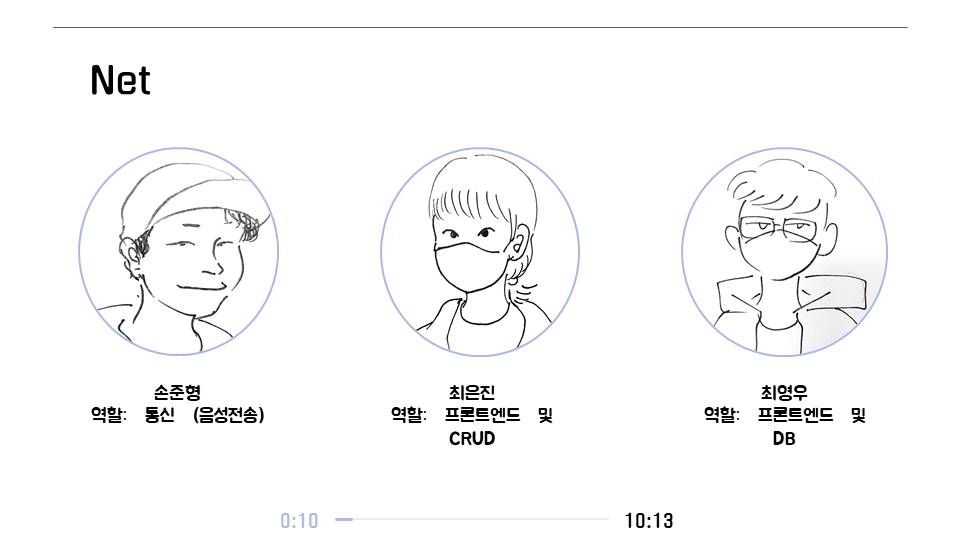 Net
손준형
역할: 통신 (음성전송)
최은진
역할: 프론트엔드 및
CRUD
최영우
역할: 프론트엔드 및
DB
0:10
10:13